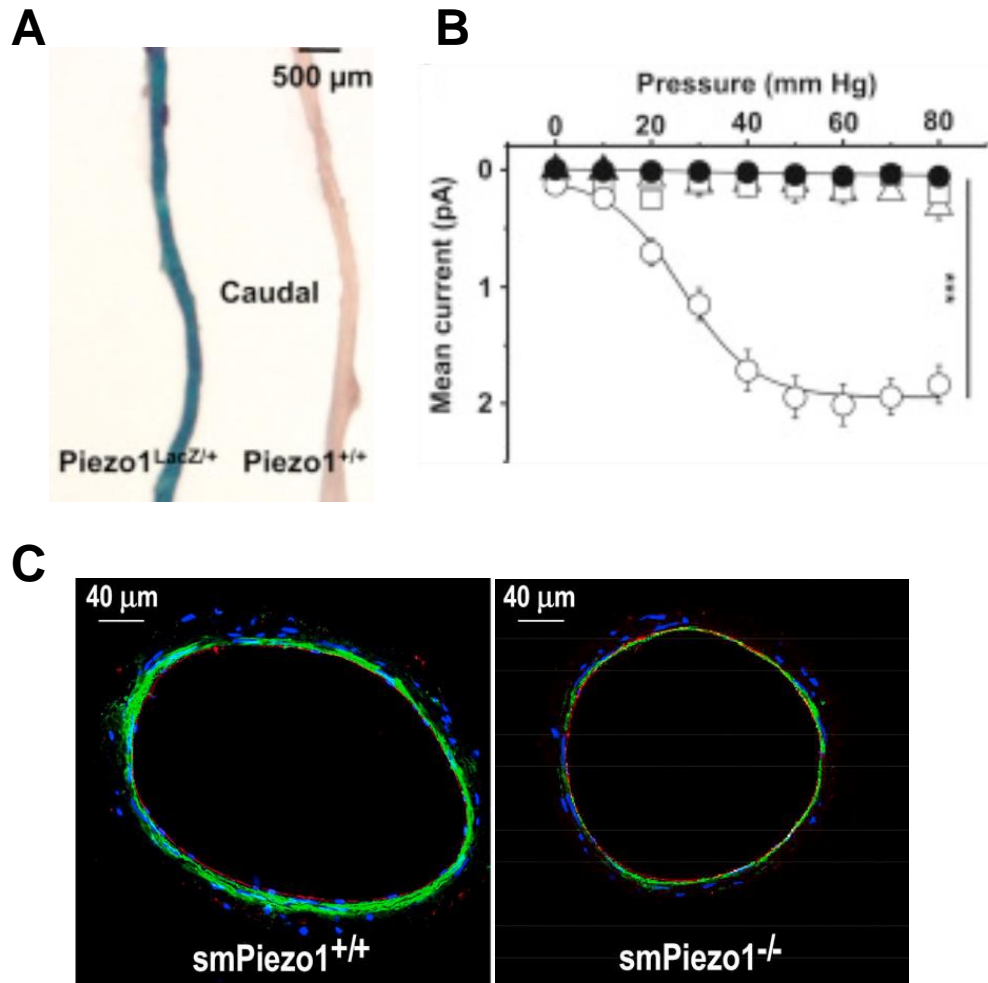 A
500 µm
Caudal
Piezo1LacZ/+
Piezo1+/+
B
Pressure (mm Hg)
0 20 40 60 80
Mean current (pA)
0
1
2
***
C
40 µm
smPiezo1+/+
40 µm
smPiezo1-/-